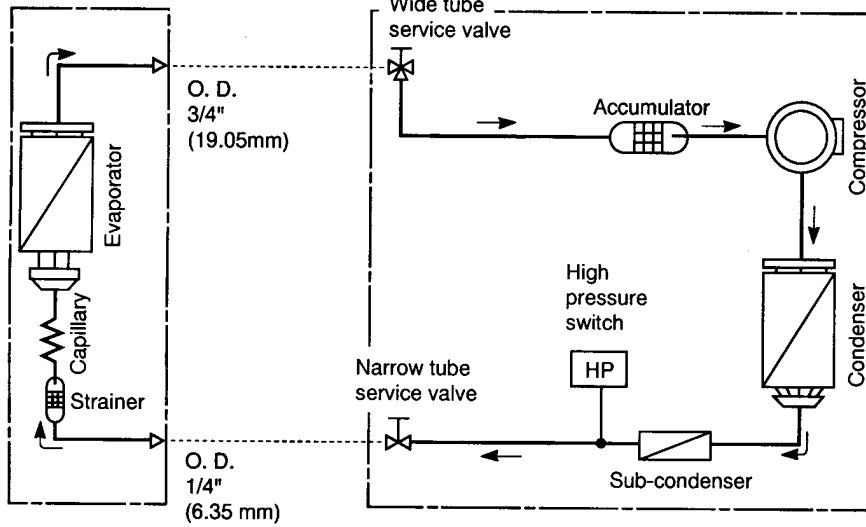 Wide tube
service valve
O. D.
3/4"
(19.05mm)
Accumulator
Compressor
Evaporator
High
pressure
switch
Condenser
Capillary
Narrow tube
service valve
HP
Strainer
O. D.
1/4"
(6.35 mm)
Sub-condenser